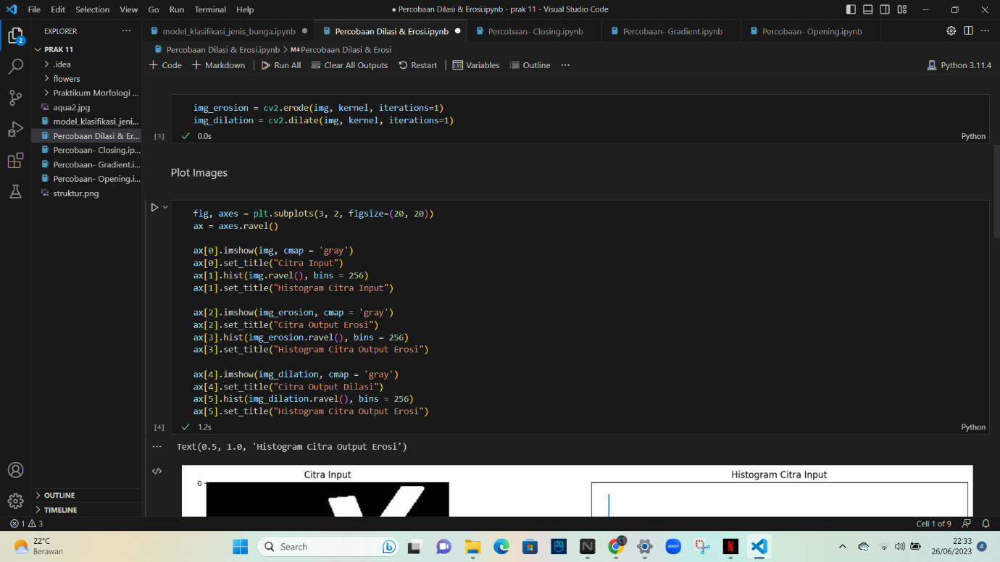 File Edit Selection View Go Run Terminal Help
● Percobaan Dilasi & Erosi.ipynb - prak 11 - Visual Studio Code
EXPLORER
model_klasifikasi_jenis_bunga.ipynb
Percobaan Dilasi & Erosi.ipynb
Percobaan- Closing.ipynb
Percobaan- Gradient.ipynb
Percobaan- Opening.ipynb
2
PRAK 11
.idea
flowers
Praktikum Morfologi ...
aqua2.jpg
model_klasifikasi_jeni...
Percobaan Dilasi & Er...
Percobaan- Closing.ip...
Percobaan- Gradient.i...
Percobaan- Opening.i...
struktur.png
OUTLINE
TIMELINE
Percobaan Dilasi & Erosi.ipynb > M↓Percobaan Dilasi & Erosi
+ Code + Markdown Run All Clear All Outputs Restart Variables Outline ... Python 3.11.4
img_erosion = cv2.erode(img, kernel, iterations=1)
img_dilation = cv2.dilate(img, kernel, iterations=1)
[3] ✓ 0.0s Python
Plot Images
fig, axes = plt.subplots(3, 2, figsize=(20, 20))
ax = axes.ravel()
ax[0].imshow(img, cmap = 'gray')
ax[0].set_title("Citra Input")
ax[1].hist(img.ravel(), bins = 256)
ax[1].set_title("Histogram Citra Input")
ax[2].imshow(img_erosion, cmap = 'gray')
ax[2].set_title("Citra Output Erosi")
ax[3].hist(img_erosion.ravel(), bins = 256)
ax[3].set_title("Histogram Citra Output Erosi")
ax[4].imshow(img_dilation, cmap = 'gray')
ax[4].set_title("Citra Output Dilasi")
ax[5].hist(img_dilation.ravel(), bins = 256)
ax[5].set_title("Histogram Citra Output Erosi")
[4] ✓ 1.2s Python
Text(0.5, 1.0, 'Histogram Citra Output Erosi')
Citra Input
Histogram Citra Input
0
1 3
Cell 1 of 9
22°C
Berawan
Search
zoom
22:33
26/06/2023
4